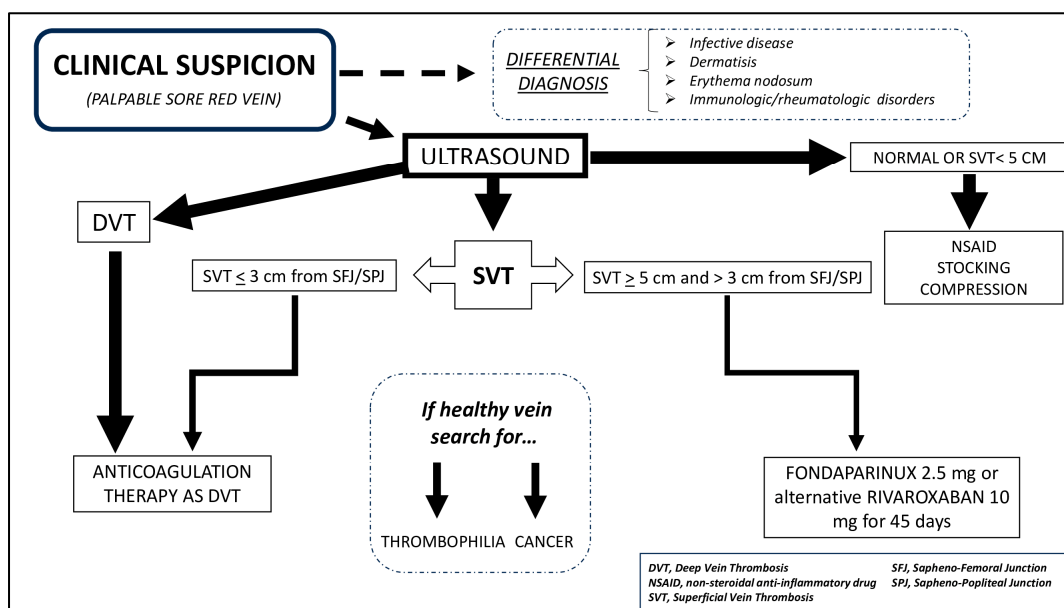 CLINICAL SUSPICION
(PALPABLE SORE RED VEIN)
DIFFERENTIAL
DIAGNOSIS
➢ Infective disease
➢ Dermatisis
➢ Erythema nodosum
➢ Immunologic/rheumatologic disorders
ULTRASOUND
NORMAL OR SVT< 5 CM
DVT
SVT
SVT ≤ 3 cm from SFJ/SPJ
SVT ≥ 5 cm and > 3 cm from SFJ/SPJ
NSAID
STOCKING
COMPRESSION
If healthy vein
search for...
THROMBOPHILIA CANCER
ANTICOAGULATION
THERAPY AS DVT
FONDAPARINUX 2.5 mg or
alternative RIVAROXABAN 10
mg for 45 days
DVT, Deep Vein Thrombosis
NSAID, non-steroidal anti-inflammatory drug
SVT, Superficial Vein Thrombosis
SFJ, Sapheno-Femoral Junction
SPJ, Sapheno-Popliteal Junction